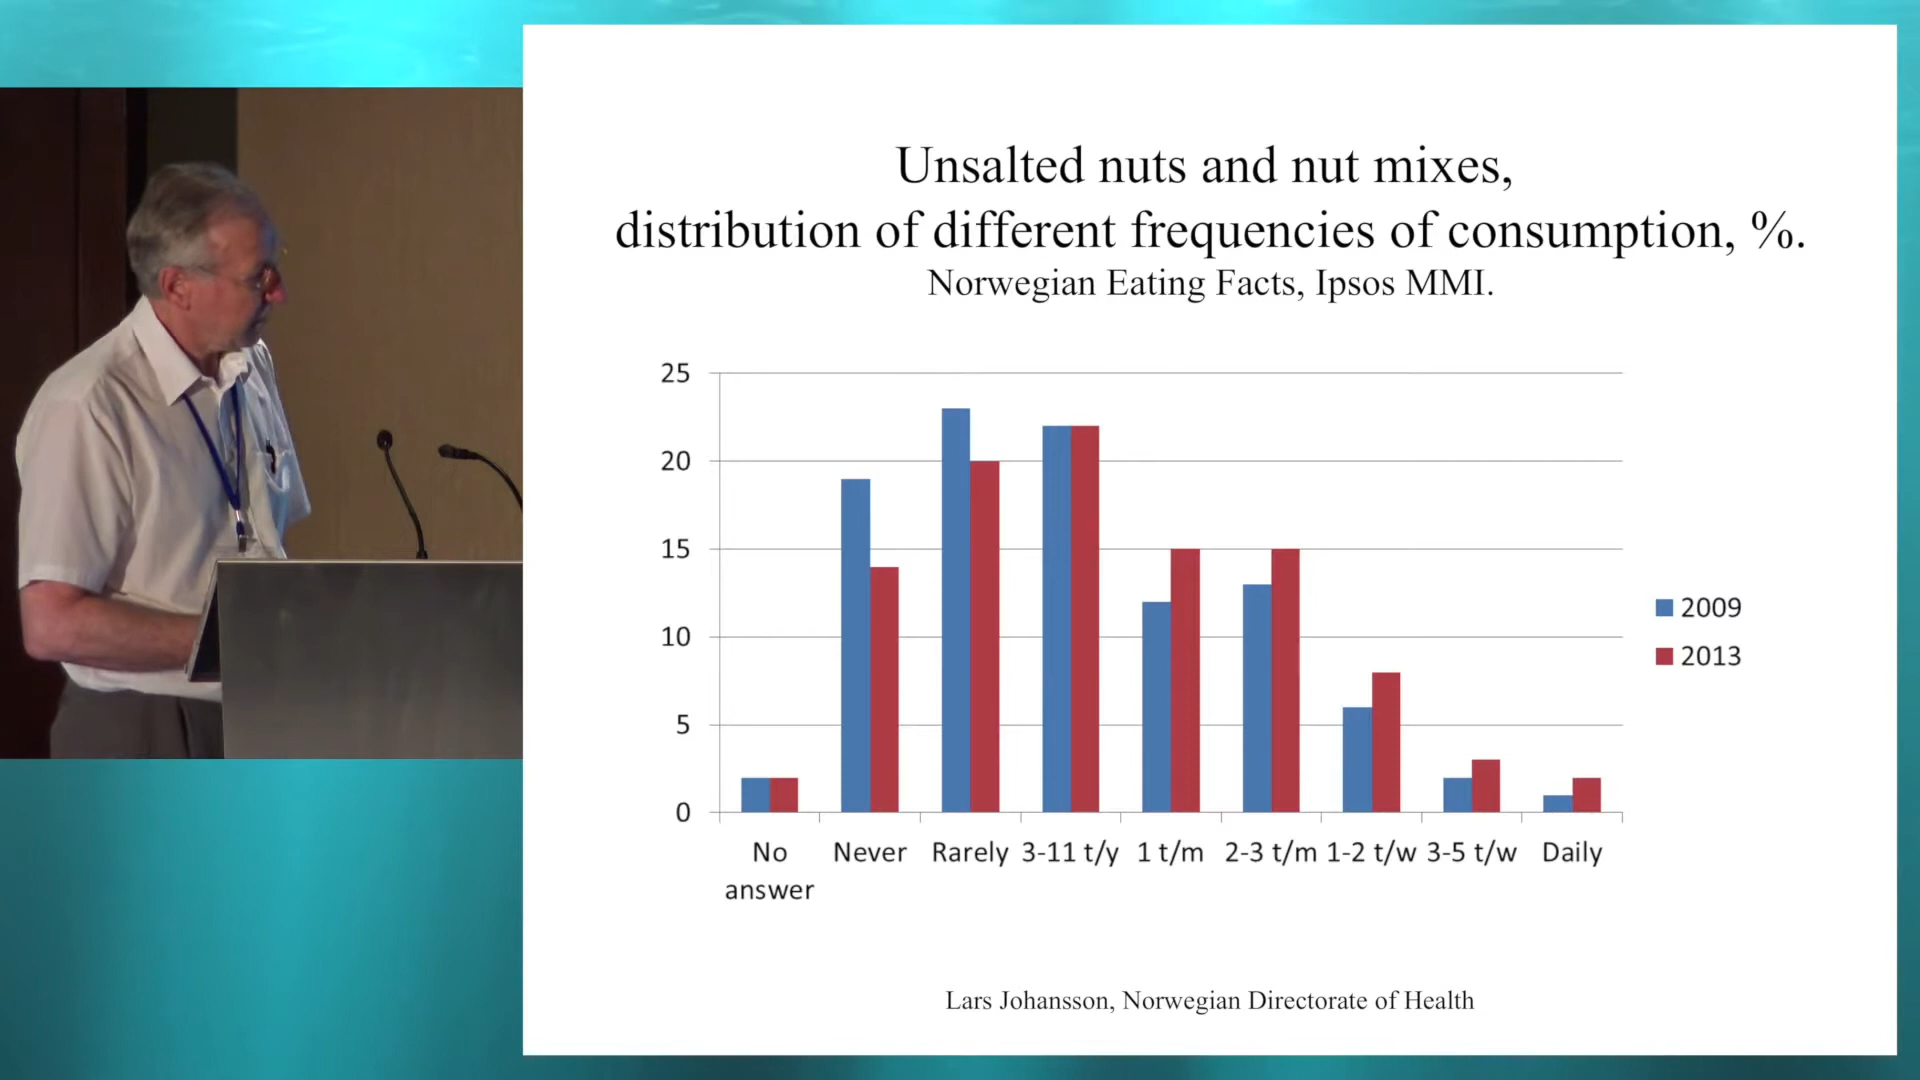 Unsalted nuts and nut mixes,
distribution of different frequencies of consumption, %.
Norwegian Eating Facts, Ipsos MMI.
25
20
15
10
5
0
No answer
Never
Rarely
3-11 t/y
1 t/m
2-3 t/m
1-2 t/w
3-5 t/w
Daily
2009
2013
Lars Johansson, Norwegian Directorate of Health